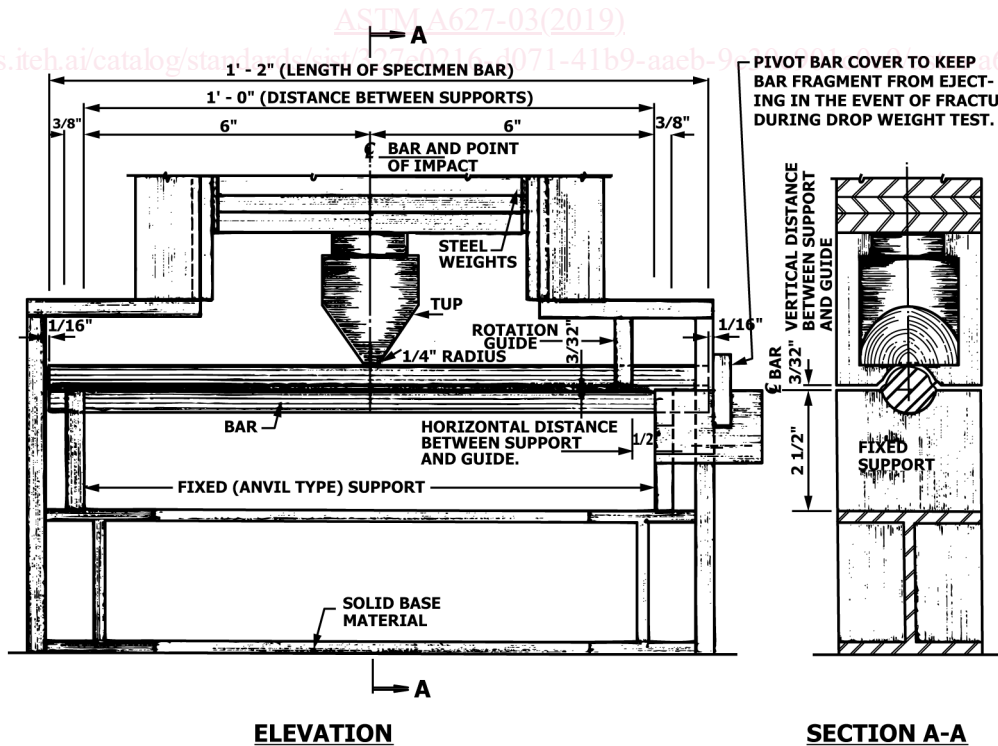 ASTM A627-03(2019)
A
1' - 2" (LENGTH OF SPECIMEN BAR)
1' - 0" (DISTANCE BETWEEN SUPPORTS)
3/8"
6"
6"
3/8"
PIVOT BAR COVER TO KEEP
BAR FRAGMENT FROM EJECT-
ING IN THE EVENT OF FRACTU
DURING DROP WEIGHT TEST.
℄ BAR AND POINT
OF IMPACT
STEEL
WEIGHTS
TUP
1/16"
ROTATION
GUIDE
3/32"
1/16"
1/4" RADIUS
BAR
HORIZONTAL DISTANCE
BETWEEN SUPPORT
AND GUIDE.
1/2"
FIXED (ANVIL TYPE) SUPPORT
SOLID BASE
MATERIAL
A
ELEVATION
VERTICAL DISTANCE
BETWEEN SUPPORT
AND GUIDE
3/32"
℄ BAR
2 1/2"
FIXED
SUPPORT
SECTION A-A